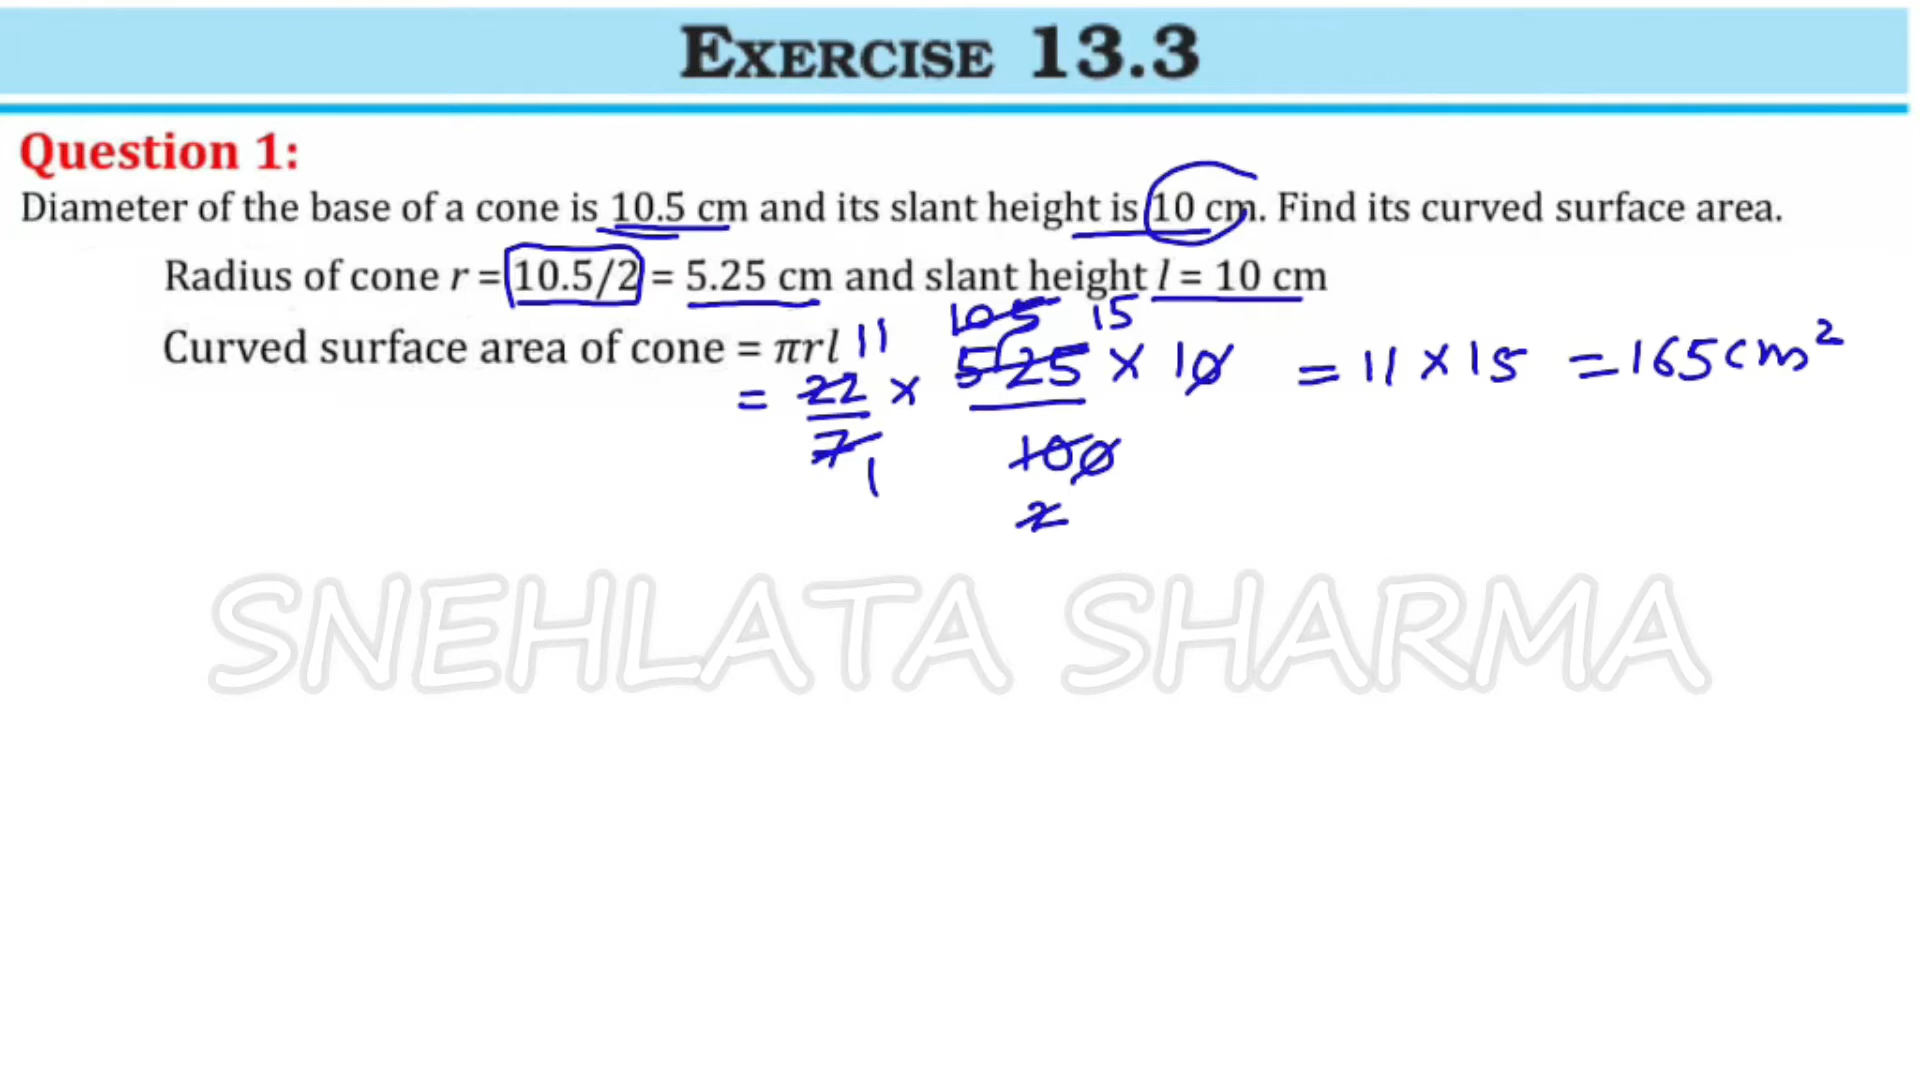 EXERCISE 13.3
Question 1:
Diameter of the base of a cone is 10.5 cm and its slant height is 10 cm. Find its curved surface area.
Radius of cone r = 10.5/2 = 5.25 cm and slant height l = 10 cm
Curved surface area of cone = πrl
11 105 15
= 22/7 × 525/100 × 10 = 11 × 15 = 165 cm²
1 2
SNEHLATA SHARMA